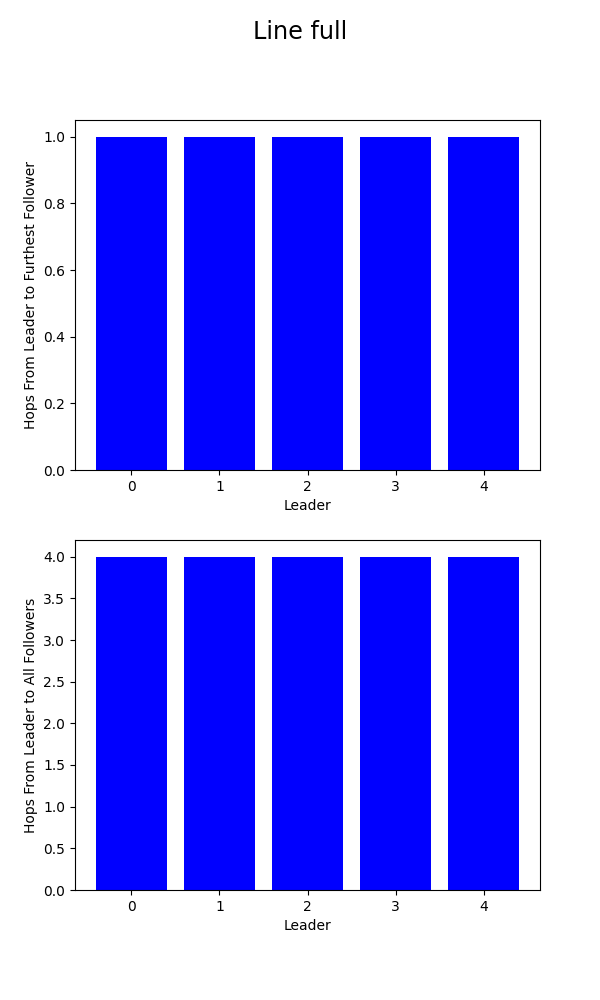 Line full
1.0
0.8
0.6
0.4
0.2
0.0
Hops From Leader to Furthest Follower
0 1 2 3 4
Leader
4.0
3.5
3.0
2.5
2.0
1.5
1.0
0.5
0.0
Hops From Leader to All Followers
0 1 2 3 4
Leader